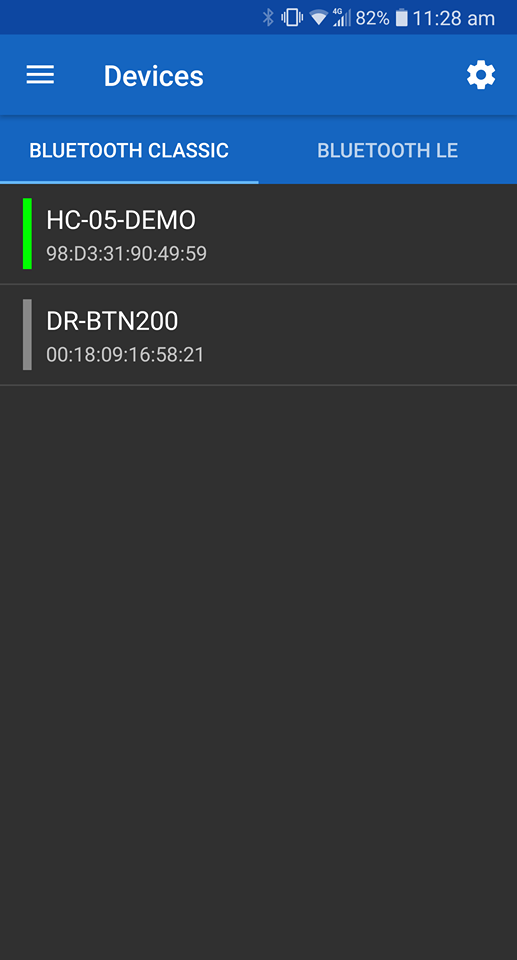 4G 82% 11:28 am
Devices
BLUETOOTH CLASSIC BLUETOOTH LE
HC-05-DEMO
98:D3:31:90:49:59
DR-BTN200
00:18:09:16:58:21